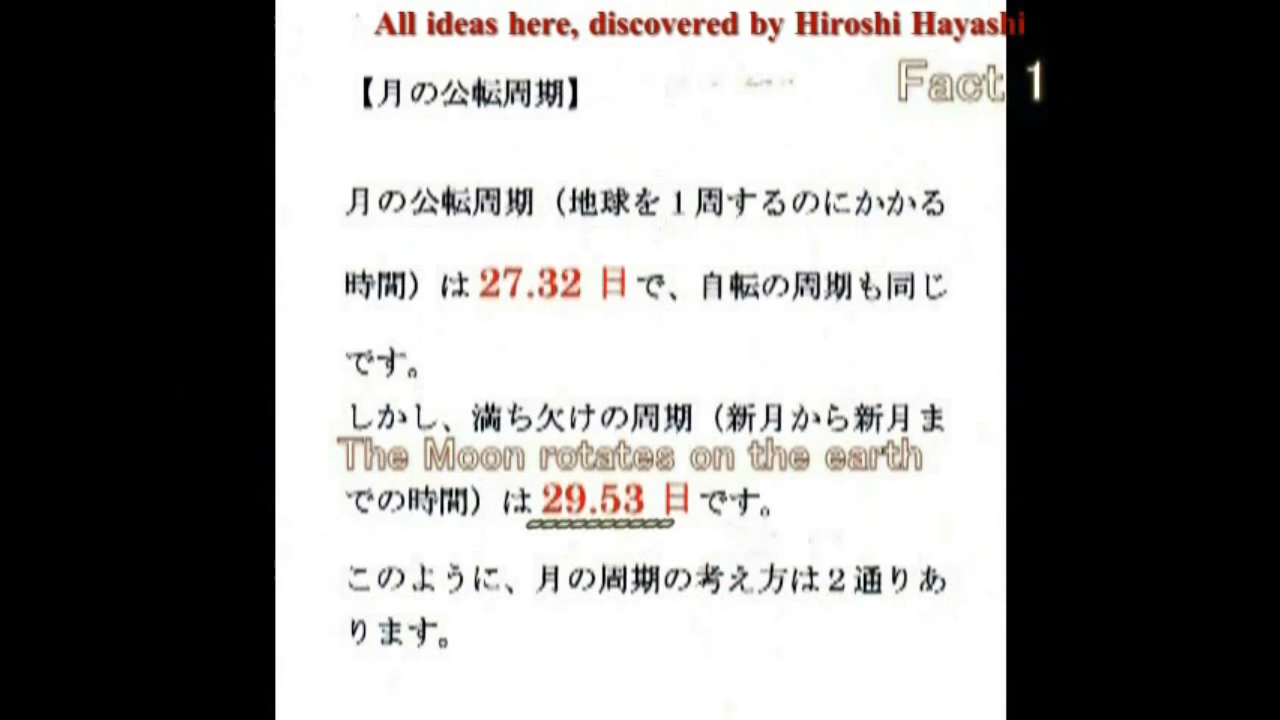 All ideas here, discovered by Hiroshi Hayashi
Fact 1
【月の公転周期】
月の公転周期（地球を１周するのにかかる
時間）は 27.32 日で、自転の周期も同じ
です。
しかし、満ち欠けの周期（新月から新月ま
The Moon rotates on the earth
での時間）は 29.53 日です。
このように、月の周期の考え方は２通りあ
ります。